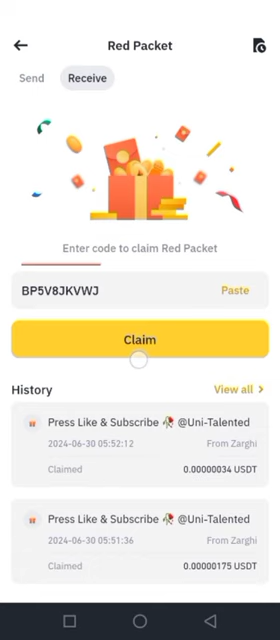 Red Packet
Send Receive
Enter code to claim Red Packet
BP5V8JKVWJ Paste
Claim
History View all
Press Like & Subscribe 🥀 @Uni-Talented
2024-06-30 05:52:12 From Zarghi
Claimed 0.00000034 USDT
Press Like & Subscribe 🥀 @Uni-Talented
2024-06-30 05:51:36 From Zarghi
Claimed 0.00000175 USDT